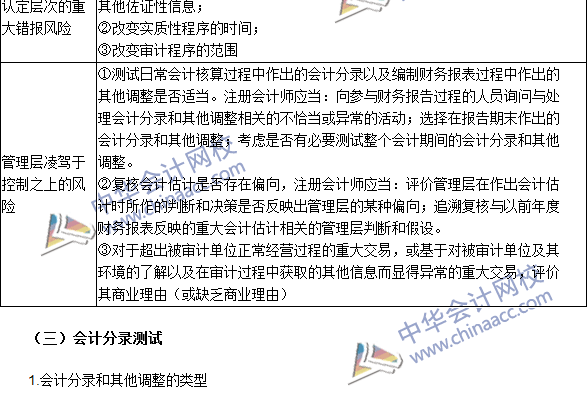 认定层次的重
大错报风险
其他佐证性信息；
②改变实质性程序的时间；
③改变审计程序的范围
管理层凌驾于
控制之上的风
险
①测试日常会计核算过程中作出的会计分录以及编制财务报表过程中作出的
其他调整是否适当。注册会计师应当：向参与财务报告过程的人员询问与处
理会计分录和其他调整相关的不恰当或异常的活动；选择在报告期末作出的
会计分录和其他调整；考虑是否有必要测试整个会计期间的会计分录和其他
调整。
②复核会计估计是否存在偏向，注册会计师应当：评价管理层在作出会计估
计时所作的判断和决策是否反映出管理层的某种偏向；追溯复核与以前年度
财务报表反映的重大会计估计相关的管理层判断和假设。
③对于超出被审计单位正常经营过程的重大交易，或基于对被审计单位及其
环境的了解以及在审计过程中获取的其他信息而显得异常的重大交易，评价
其商业理由（或缺乏商业理由）
（三）会计分录测试
1.会计分录和其他调整的类型
中华会计网校
www.chinaacc.com
中华会计网校
www.chinaacc.com